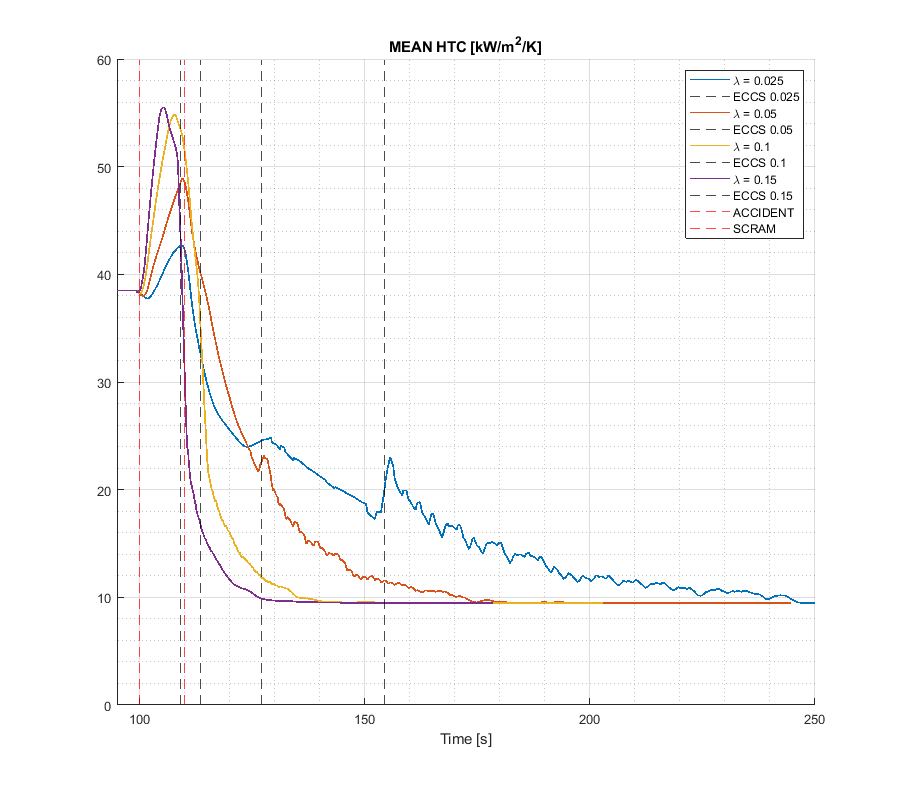 MEAN HTC [kW/m²/K]
60
50
40
30
20
10
0
100
150
200
250
Time [s]
λ = 0.025
ECCS 0.025
λ = 0.05
ECCS 0.05
λ = 0.1
ECCS 0.1
λ = 0.15
ECCS 0.15
ACCIDENT
SCRAM